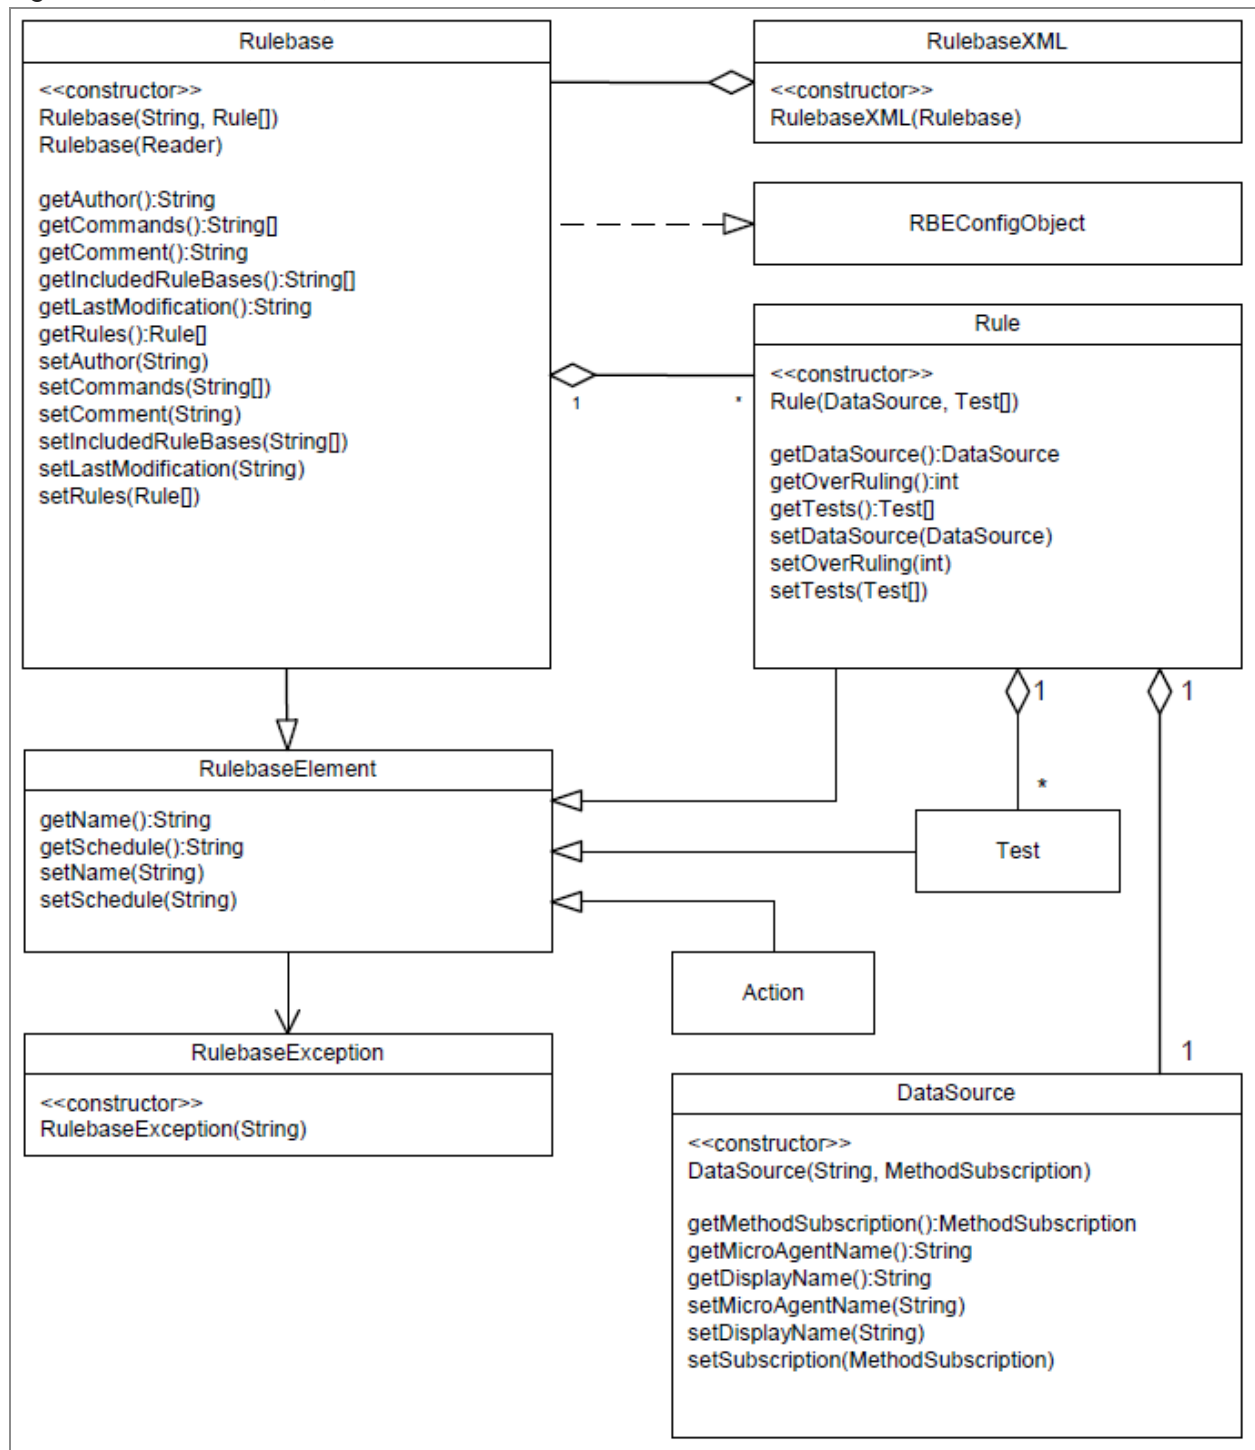 Rulebase
<<constructor>>
Rulebase(String, Rule[])
Rulebase(Reader)
getAuthor():String
getCommands():String[]
getComment():String
getIncludedRuleBases():String[]
getLastModification():String
getRules():Rule[]
setAuthor(String)
setCommands(String[])
setComment(String)
setIncludedRuleBases(String[])
setLastModification(String)
setRules(Rule[])
RulebaseXML
<<constructor>>
RulebaseXML(Rulebase)
RBEConfigObject
1
*
Rule
<<constructor>>
Rule(DataSource, Test[])
getDataSource():DataSource
getOverRuling():int
getTests():Test[]
setDataSource(DataSource)
setOverRuling(int)
setTests(Test[])
1
1
RulebaseElement
getName():String
getSchedule():String
setName(String)
setSchedule(String)
*
Test
Action
RulebaseException
<<constructor>>
RulebaseException(String)
1
DataSource
<<constructor>>
DataSource(String, MethodSubscription)
getMethodSubscription():MethodSubscription
getMicroAgentName():String
getDisplayName():String
setMicroAgentName(String)
setDisplayName(String)
setSubscription(MethodSubscription)